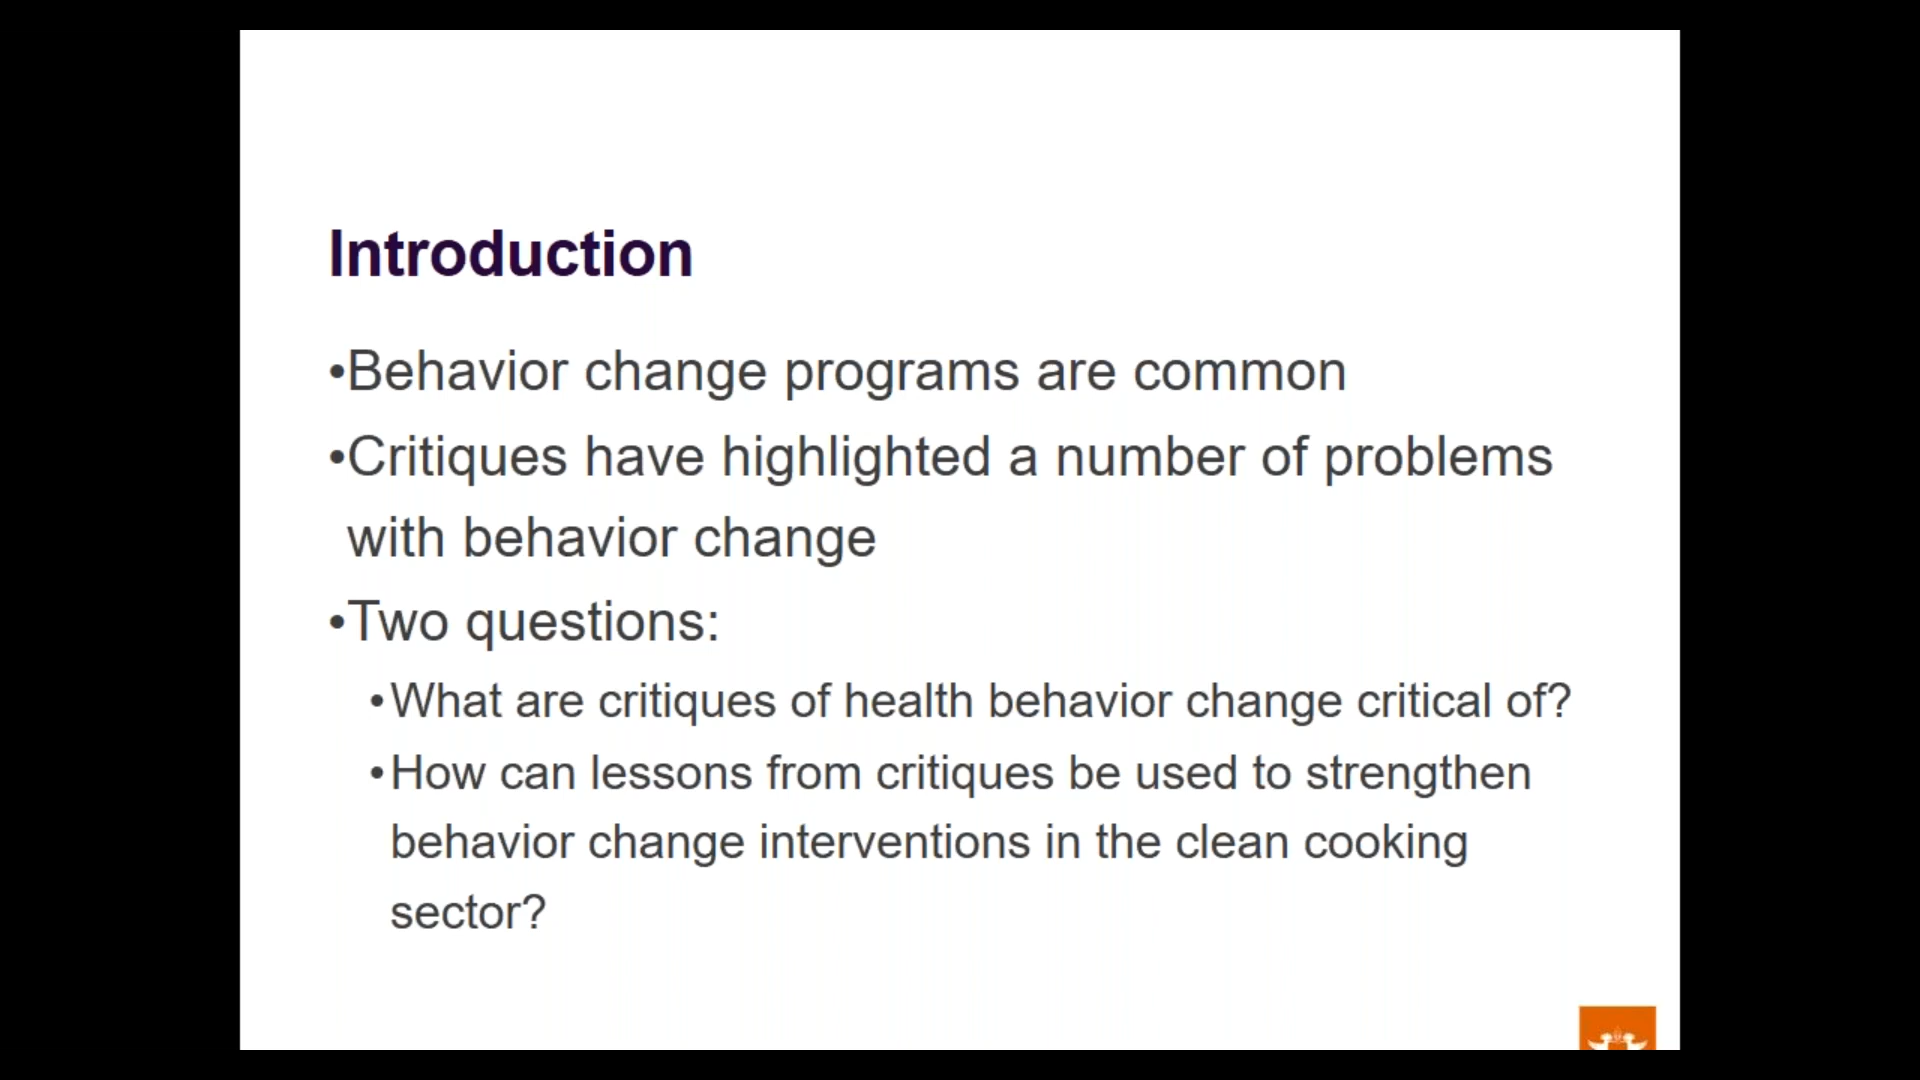 Introduction
•Behavior change programs are common
•Critiques have highlighted a number of problems
with behavior change
•Two questions:
•What are critiques of health behavior change critical of?
•How can lessons from critiques be used to strengthen
behavior change interventions in the clean cooking
sector?